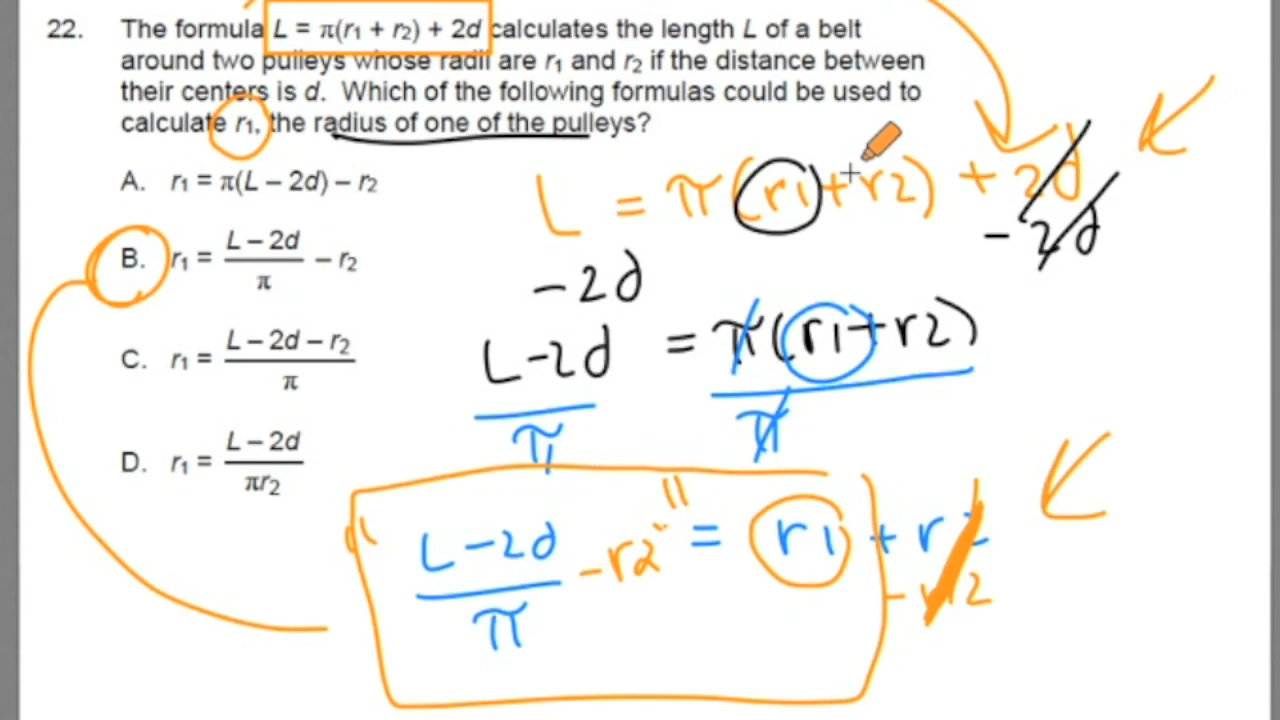 22. The formula L = π(r₁ + r₂) + 2d calculates the length L of a belt
around two pulleys whose radii are r₁ and r₂ if the distance between
their centers is d. Which of the following formulas could be used to
calculate r₁, the radius of one of the pulleys?
A. r₁ = π(L – 2d) – r₂
B. r₁ = (L – 2d)/π – r₂
C. r₁ = (L – 2d – r₂)/π
D. r₁ = (L – 2d)/πr₂
L = π(r1+r2) + 2d
-2d -2d
L-2d = π(r1+r2)
π π
(L-2d)/π -r2 = r1 + r2
-r2